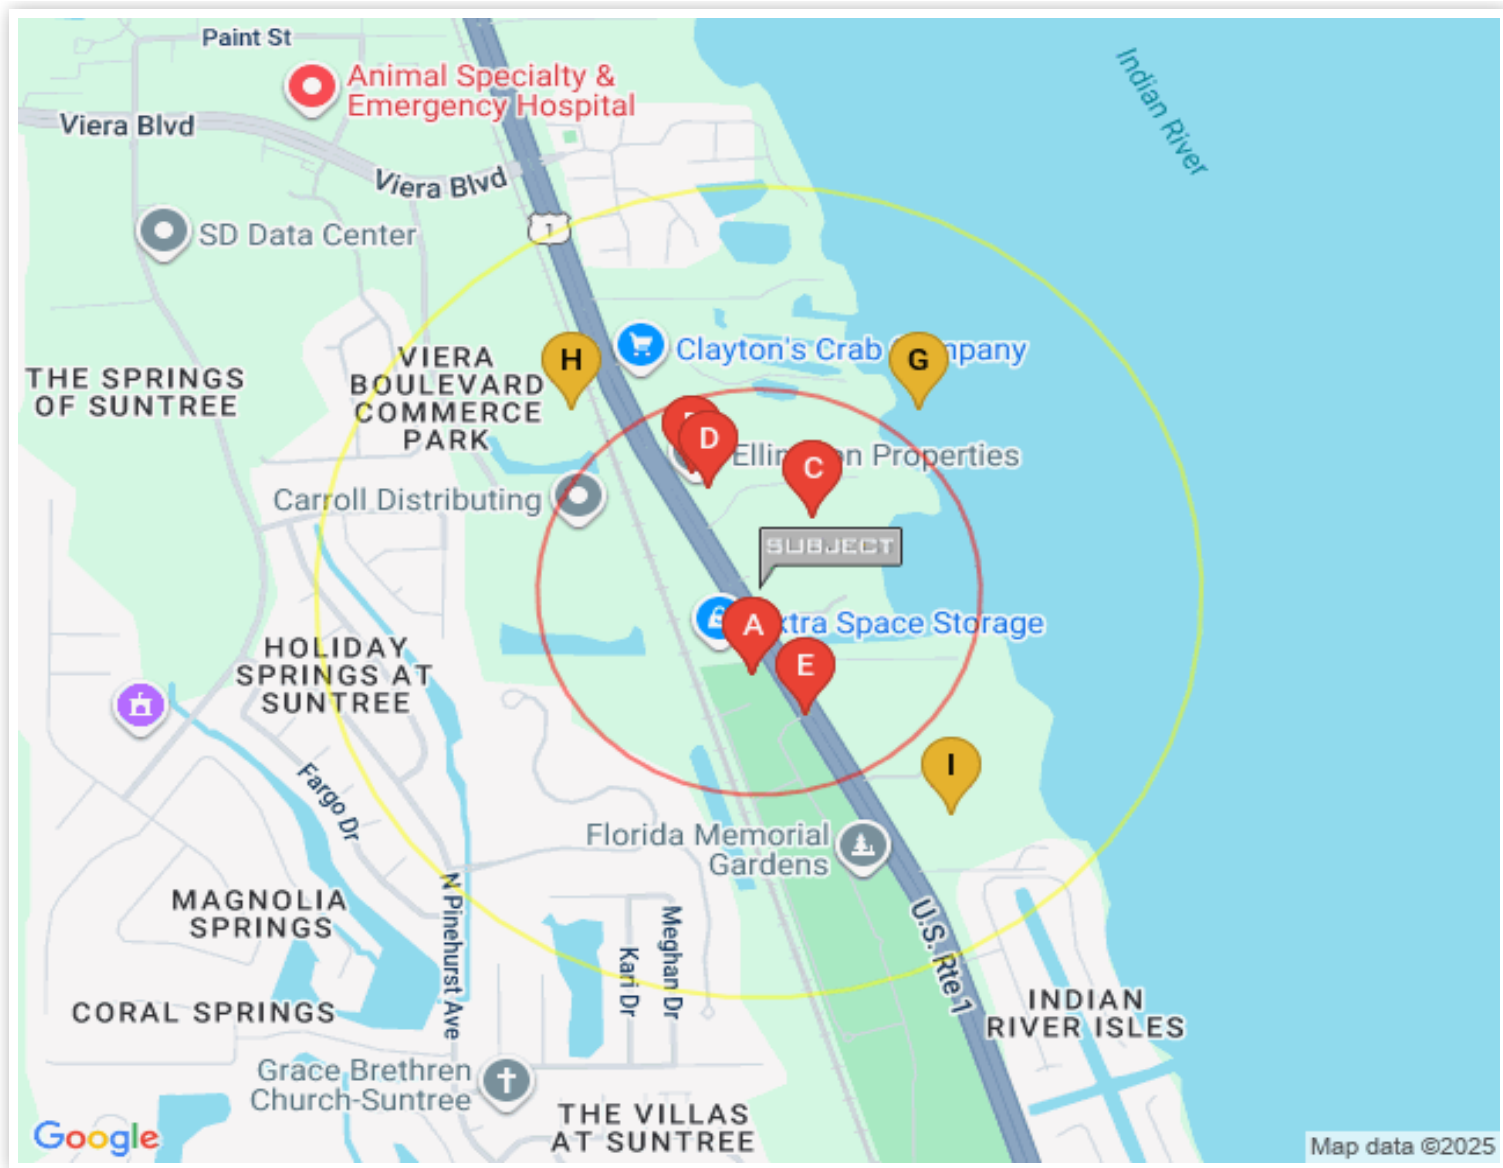 Paint St
Animal Specialty &
Emergency Hospital
Indian River
Viera Blvd
Viera Blvd
SD Data Center
1
VIERA
BOULEVARD
COMMERCE
PARK
H
Clayton's Crab
G
THE SPRINGS
OF SUNTREE
D
Properties
C
Carroll Distributing
SUBJECT
A
Space Storage
E
HOLIDAY
SPRINGS AT
SUNTREE
I
Fargo Dr
Florida Memorial
Gardens
MAGNOLIA
SPRINGS
N Pinehurst Ave
Kari Dr
Meghan Dr
U.S. Rte 1
CORAL SPRINGS
INDIAN
RIVER ISLES
Grace Brethren
Church-Suntree
THE VILLAS
AT SUNTREE
Google
Map data ©2025